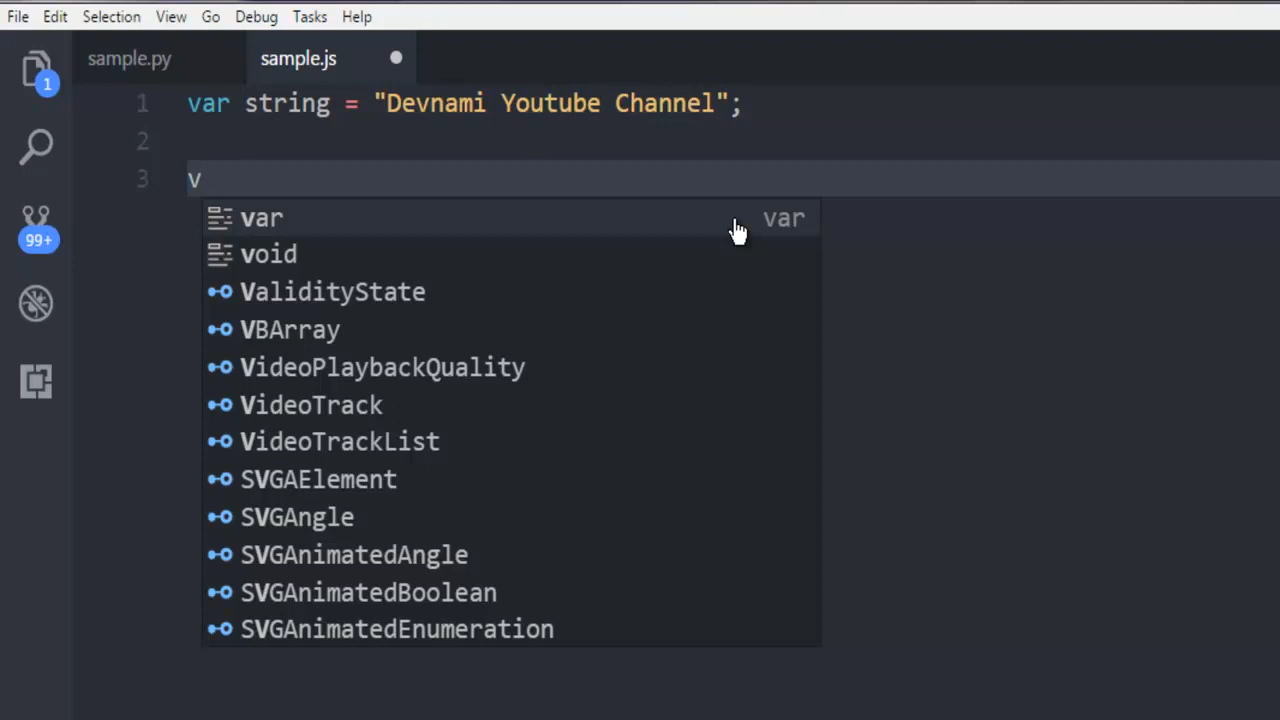 File Edit Selection View Go Debug Tasks Help
sample.py sample.js
1
99+
1 var string = "Devnami Youtube Channel";
2
3 v
var var
void
ValidityState
VBArray
VideoPlaybackQuality
VideoTrack
VideoTrackList
SVGAElement
SVGAngle
SVGAnimatedAngle
SVGAnimatedBoolean
SVGAnimatedEnumeration